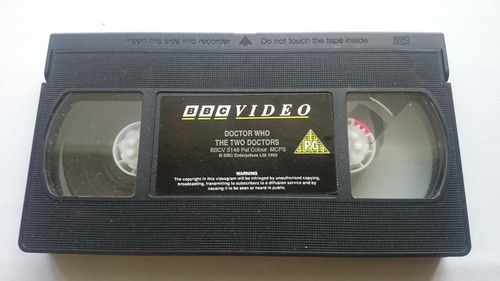 Insert this side into recorder Do not touch the tape inside VHS
BBC VIDEO
DOCTOR WHO
THE TWO DOCTORS
BBCV 5148 Pal Colour MCPS
© BBC Enterprises Ltd 1993
PG
WARNING
The copyright in this videogram will be infringed by unauthorised copying,
broadcasting, transmitting to subscribers to a diffusion service and by
causing it to be seen or heard in public.